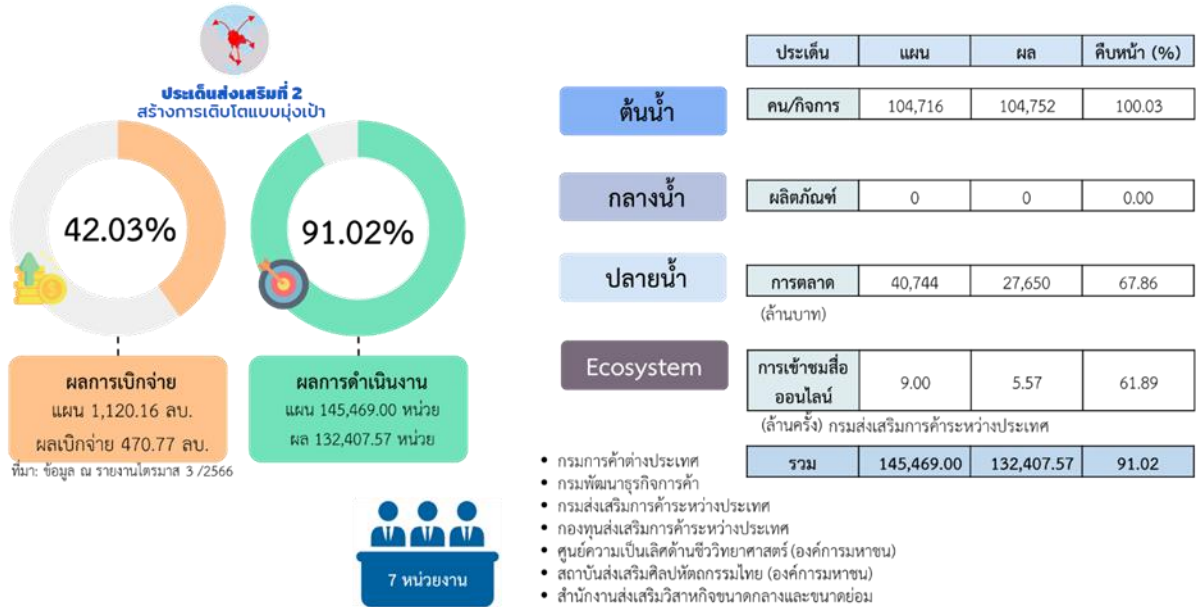 ประเด็นส่งเสริมที่ 2
สร้างการเติบโตแบบมุ่งเป้า
42.03%
91.02%
ผลการเบิกจ่าย
แผน 1,120.16 ลบ.
ผลเบิกจ่าย 470.77 ลบ.
ผลการดำเนินงาน
แผน 145,469.00 หน่วย
ผล 132,407.57 หน่วย
ที่มา: ข้อมูล ณ รายงานไตรมาส 3 /2566
7 หน่วยงาน
ประเด็น แผน ผล คืบหน้า (%)
ต้นน้ำ คน/กิจการ 104,716 104,752 100.03
กลางน้ำ ผลิตภัณฑ์ 0 0 0.00
ปลายน้ำ การตลาด 40,744 27,650 67.86
(ล้านบาท)
Ecosystem การเข้าชมสื่อ
ออนไลน์ 9.00 5.57 61.89
(ล้านครั้ง) กรมส่งเสริมการค้าระหว่างประเทศ
รวม 145,469.00 132,407.57 91.02
• กรมการค้าต่างประเทศ
• กรมพัฒนาธุรกิจการค้า
• กรมส่งเสริมการค้าระหว่างประเทศ
• กองทุนส่งเสริมการค้าระหว่างประเทศ
• ศูนย์ความเป็นเลิศด้านชีววิทยาศาสตร์ (องค์การมหาชน)
• สถาบันส่งเสริมศิลปหัตถกรรมไทย (องค์การมหาชน)
• สำนักงานส่งเสริมวิสาหกิจขนาดกลางและขนาดย่อม